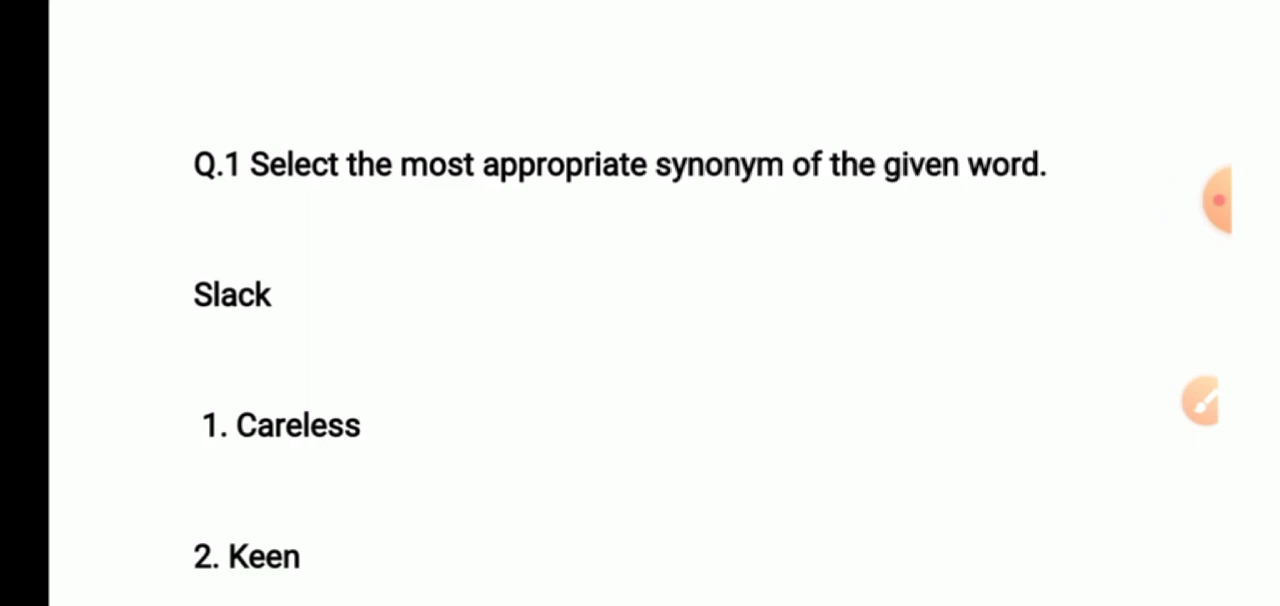 Q.1 Select the most appropriate synonym of the given word.
Slack
1. Careless
2. Keen